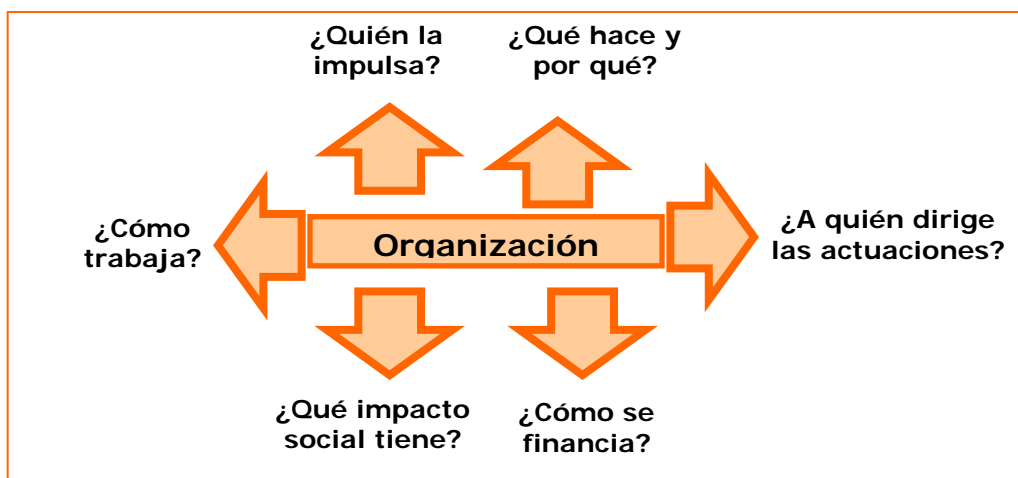 ¿Quién la
impulsa?
¿Qué hace y
por qué?
¿Cómo
trabaja?
Organización
¿A quién dirige
las actuaciones?
¿Qué impacto
social tiene?
¿Cómo se
financia?